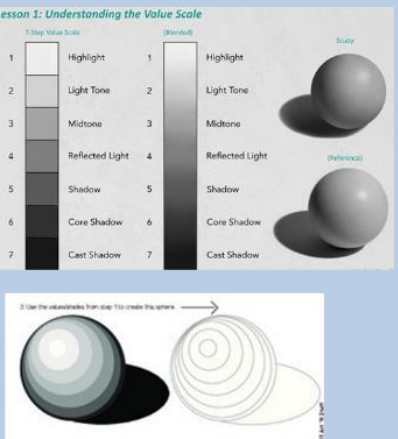 esson 1: Understanding the Value Scale
7-Step Value Scale
(Blended)
Study
1 Highlight 1 Highlight
2 Light Tone 2 Light Tone
3 Midtone 3 Midtone
4 Reflected Light 4 Reflected Light
(Reference)
5 Shadow 5 Shadow
6 Core Shadow 6 Core Shadow
7 Cast Shadow 7 Cast Shadow
Use the values/shades from step 1 to create this sphere